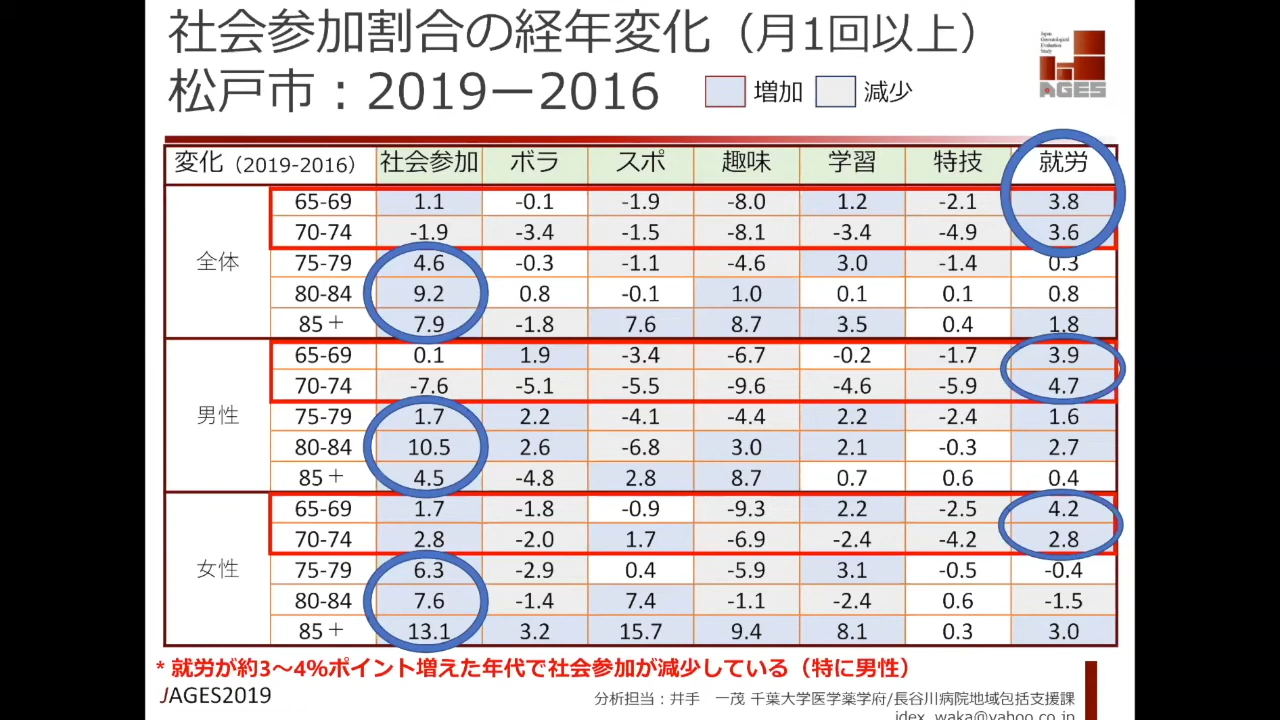 社会参加割合の経年変化（月1回以上）
松戸市：2019ー2016
増加 減少
Japan Gerontological Evaluation Study
JAGES
変化（2019-2016） 社会参加 ボラ スポ 趣味 学習 特技 就労
全体
65-69 1.1 -0.1 -1.9 -8.0 1.2 -2.1 3.8
70-74 -1.9 -3.4 -1.5 -8.1 -3.4 -4.9 3.6
75-79 4.6 -0.3 -1.1 -4.6 3.0 -1.4 0.3
80-84 9.2 0.8 -0.1 1.0 0.1 0.1 0.8
85＋ 7.9 -1.8 7.6 8.7 3.5 0.4 1.8
男性
65-69 0.1 1.9 -3.4 -6.7 -0.2 -1.7 3.9
70-74 -7.6 -5.1 -5.5 -9.6 -4.6 -5.9 4.7
75-79 1.7 2.2 -4.1 -4.4 2.2 -2.4 1.6
80-84 10.5 2.6 -6.8 3.0 2.1 -0.3 2.7
85＋ 4.5 -4.8 2.8 8.7 0.7 0.6 0.4
女性
65-69 1.7 -1.8 -0.9 -9.3 2.2 -2.5 4.2
70-74 2.8 -2.0 1.7 -6.9 -2.4 -4.2 2.8
75-79 6.3 -2.9 0.4 -5.9 3.1 -0.5 -0.4
80-84 7.6 -1.4 7.4 -1.1 -2.4 0.6 -1.5
85＋ 13.1 3.2 15.7 9.4 8.1 0.3 3.0
* 就労が約3～4%ポイント増えた年代で社会参加が減少している（特に男性）
JAGES2019
分析担当：井手 一茂 千葉大学医学薬学府/長谷川病院地域包括支援課
idex_waka@yahoo.co.jp